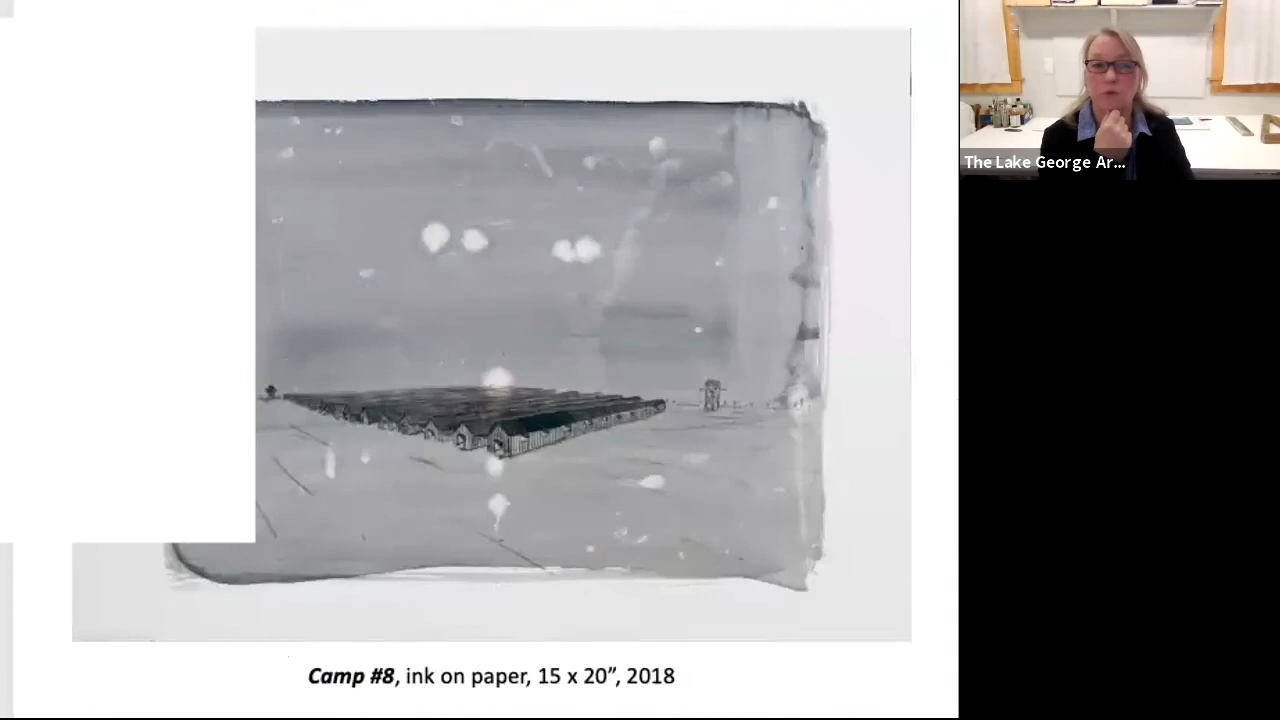 The Lake George Ar...
Camp #8, ink on paper, 15 x 20”, 2018